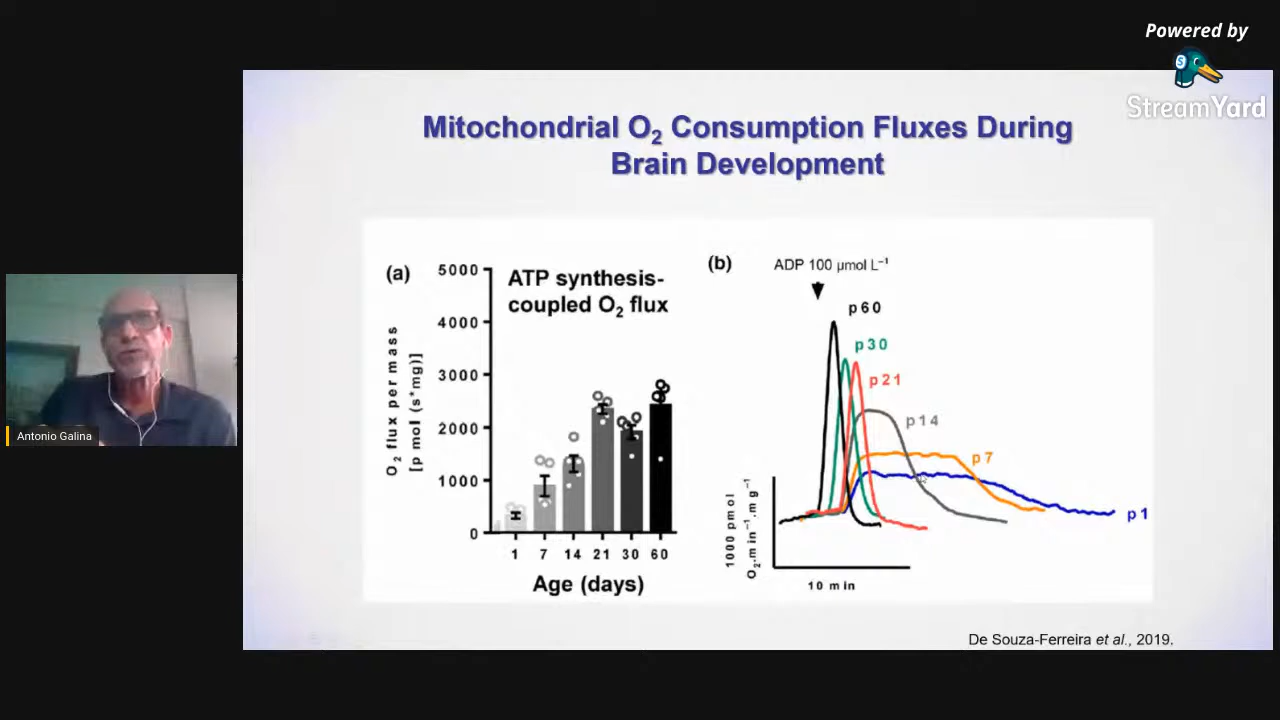 Powered by
StreamYard
Mitochondrial O₂ Consumption Fluxes During
Brain Development
(a)
ATP synthesis-
coupled O₂ flux
O₂ flux per mass
[p mol (s*mg)]
5000
4000
3000
2000
1000
0
1 7 14 21 30 60
Age (days)
(b)
ADP 100 µmol L⁻¹
p60
p30
p21
p14
p7
p1
1000 pmol
O₂.min⁻¹.mg⁻¹
10 min
Antonio Galina
De Souza-Ferreira et al., 2019.